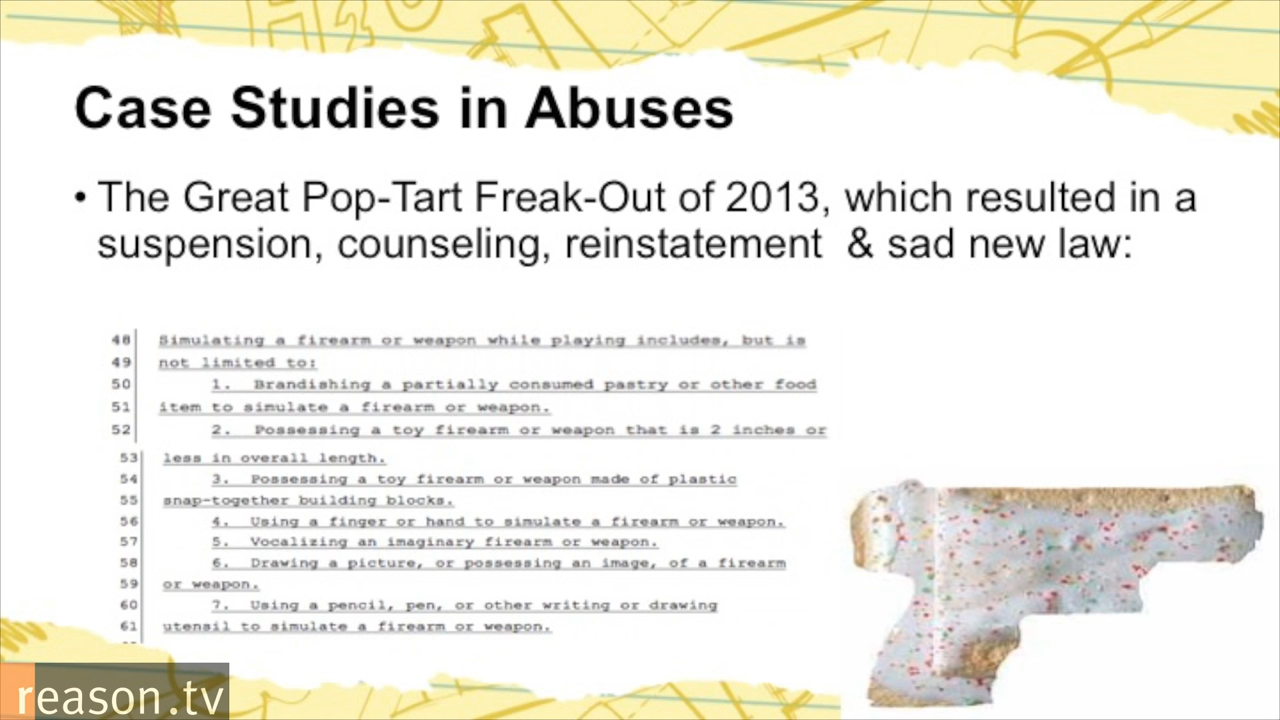 H₂O
Case Studies in Abuses
• The Great Pop-Tart Freak-Out of 2013, which resulted in a
suspension, counseling, reinstatement & sad new law:
48 Simulating a firearm or weapon while playing includes, but is
49 not limited to:
50 1. Brandishing a partially consumed pastry or other food
51 item to simulate a firearm or weapon.
52 2. Possessing a toy firearm or weapon that is 2 inches or
53 less in overall length.
54 3. Possessing a toy firearm or weapon made of plastic
55 snap-together building blocks.
56 4. Using a finger or hand to simulate a firearm or weapon.
57 5. Vocalizing an imaginary firearm or weapon.
58 6. Drawing a picture, or possessing an image, of a firearm
59 or weapon.
60 7. Using a pencil, pen, or other writing or drawing
61 utensil to simulate a firearm or weapon.
reason.tv